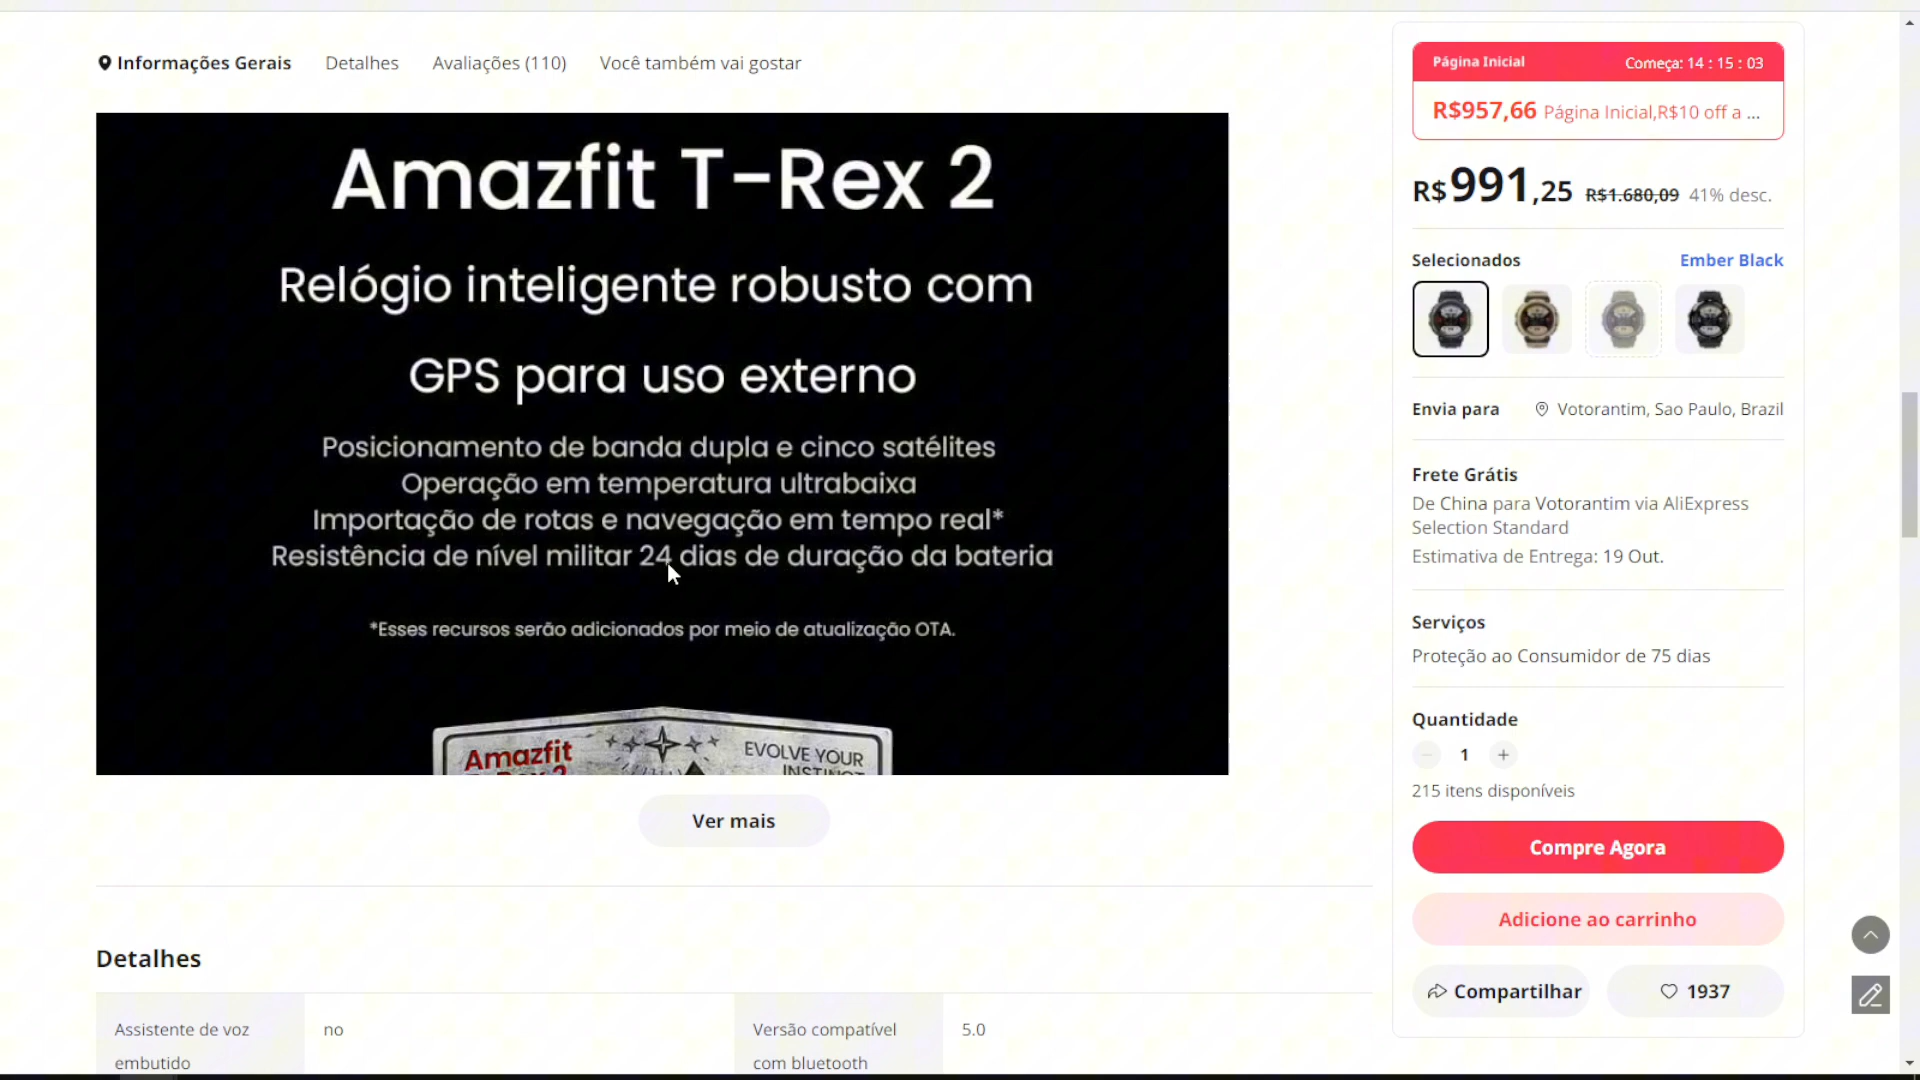 Informações Gerais
Detalhes
Avaliações (110)
Você também vai gostar
Amazfit T-Rex 2
Relógio inteligente robusto com
GPS para uso externo
Posicionamento de banda dupla e cinco satélites
Operação em temperatura ultrabaixa
Importação de rotas e navegação em tempo real*
Resistência de nível militar 24 dias de duração da bateria
*Esses recursos serão adicionados por meio de atualização OTA.
Amazfit
EVOLVE YOUR
Ver mais
Detalhes
Assistente de voz
embutido
no
Versão compatível
com bluetooth
5.0
Página Inicial
Começa: 14 : 15 : 03
R$957,66 Página Inicial,R$10 off a ...
R$991,25 R$1.680,09 41% desc.
Selecionados
Ember Black
Envia para
Votorantim, Sao Paulo, Brazil
Frete Grátis
De China para Votorantim via AliExpress
Selection Standard
Estimativa de Entrega: 19 Out.
Serviços
Proteção ao Consumidor de 75 dias
Quantidade
- 1 +
215 itens disponíveis
Compre Agora
Adicione ao carrinho
Compartilhar
1937